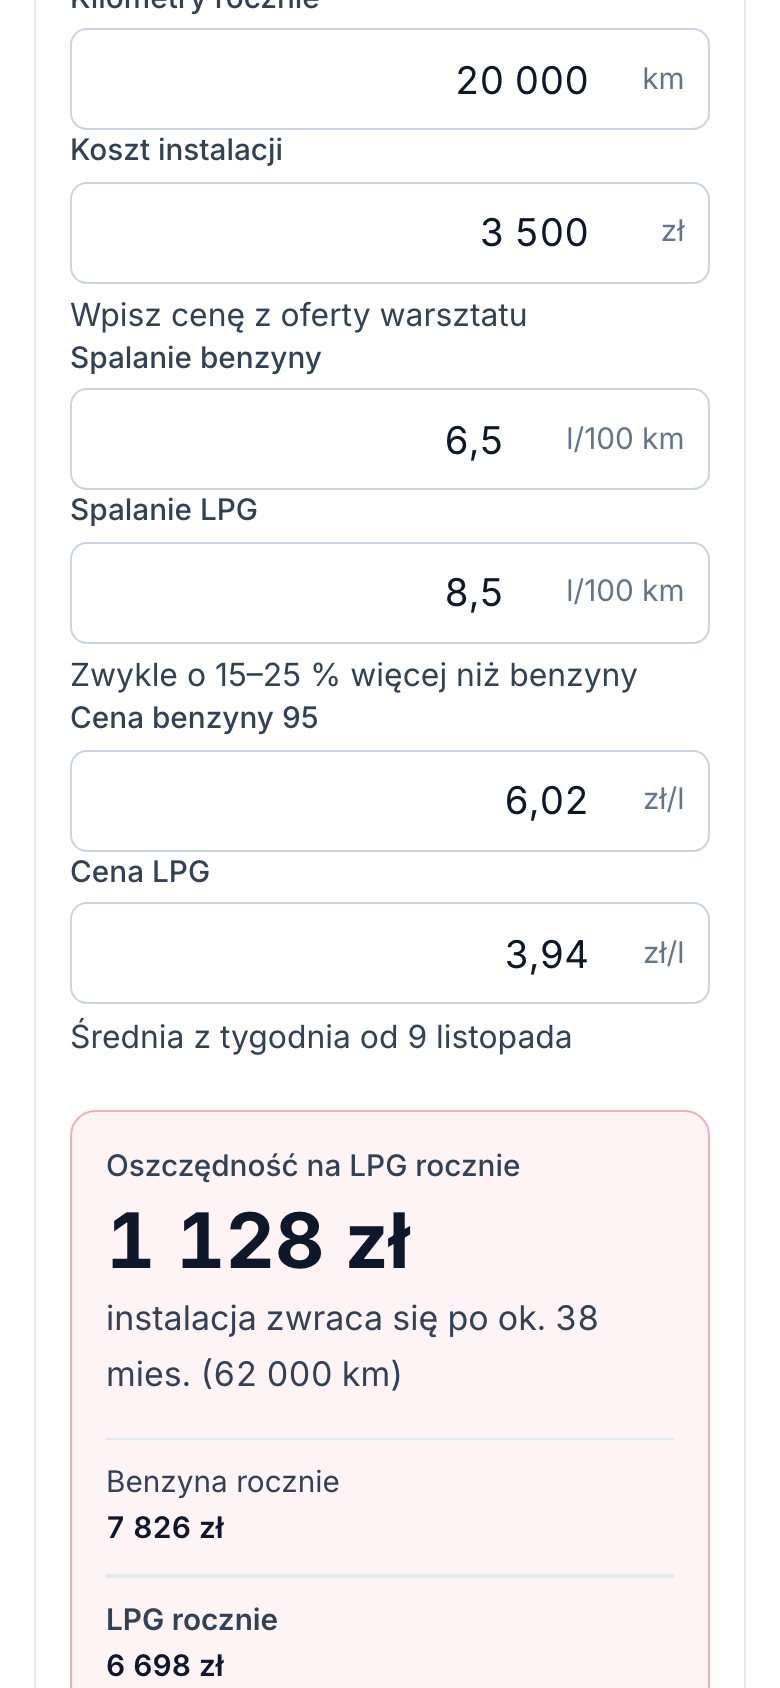 Kilometry rocznie
20 000 km
Koszt instalacji
3 500 zł
Wpisz cenę z oferty warsztatu
Spalanie benzyny
6,5 l/100 km
Spalanie LPG
8,5 l/100 km
Zwykle o 15–25 % więcej niż benzyny
Cena benzyny 95
6,02 zł/l
Cena LPG
3,94 zł/l
Średnia z tygodnia od 9 listopada
Oszczędność na LPG rocznie
1 128 zł
instalacja zwraca się po ok. 38
mies. (62 000 km)
Benzyna rocznie
7 826 zł
LPG rocznie
6 698 zł